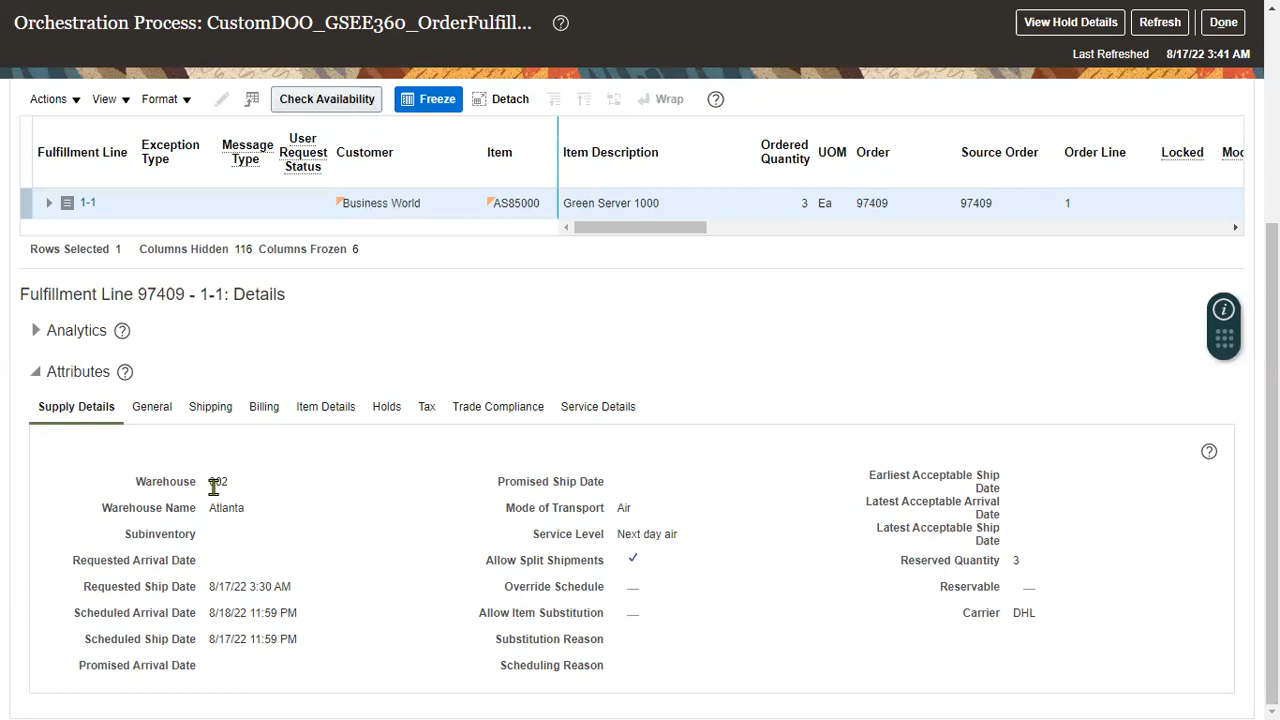 Orchestration Process: CustomDOO_GSEE360_OrderFulfill...
View Hold Details
Refresh
Done
Last Refreshed 8/17/22 3:41 AM
Actions View Format Check Availability Freeze Detach Wrap
Fulfillment Line Exception Type Message Type User Request Status Customer Item Item Description Ordered Quantity UOM Order Source Order Order Line Locked
1-1 Business World AS85000 Green Server 1000 3 Ea 97409 97409 1
Rows Selected 1 Columns Hidden 116 Columns Frozen 6
Fulfillment Line 97409 - 1-1: Details
Analytics
Attributes
Supply Details General Shipping Billing Item Details Holds Tax Trade Compliance Service Details
Warehouse
Warehouse Name Atlanta
Subinventory
Requested Arrival Date
Requested Ship Date 8/17/22 3:30 AM
Scheduled Arrival Date 8/18/22 11:59 PM
Scheduled Ship Date 8/17/22 11:59 PM
Promised Arrival Date
Promised Ship Date
Mode of Transport Air
Service Level Next day air
Allow Split Shipments
Override Schedule
Allow Item Substitution
Substitution Reason
Scheduling Reason
Earliest Acceptable Ship
Date
Latest Acceptable Arrival
Date
Latest Acceptable Ship
Date
Reserved Quantity 3
Reservable
Carrier DHL